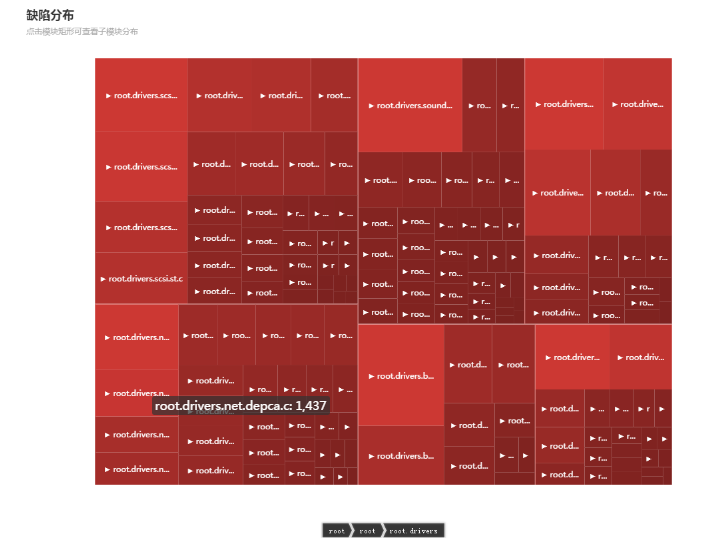 缺陷分布
点击模块矩形可查看子模块分布
▶ root.drivers.scs...
▶ root.driv...
▶ root.dri...
▶ root....
▶ root.drivers.sound...
▶ ro...
▶ r...
▶ root.drivers...
▶ root.drive...
▶ root.drivers.scs...
▶ root.d...
▶ root.d...
▶ root...
▶ ro...
▶ root....
▶ roo...
▶ ro...
▶ r...
▶ ...
▶ root.drive...
▶ root.d...
▶ ro...
▶ root.drivers.scs...
▶ root.dr...
▶ root...
▶ r...
▶ ...
▶ ...
▶ root...
▶ roo...
▶ ...
▶ ...
▶ ...
▶ r
▶ root.dr...
▶ root...
▶ ro...
▶ r
▶ root...
▶ roo...
▶ ro...
▶ root.driv...
▶ r...
▶ r...
▶ r...
▶ root.drivers.scsi.st.c
▶ root.dr...
▶ root...
▶ ro...
▶ r
▶ root...
▶ roo...
▶ ro...
▶ r...
▶ root.driv...
▶ roo...
▶ ro...
▶ root.dr...
▶ root...
▶ ro...
▶ root...
▶ roo...
▶ ro...
▶ r...
▶ ro...
▶ root...
▶ roo...
▶ ro...
▶ r...
▶ root.driv...
▶ roo...
▶ root.drivers.n...
▶ root...
▶ ro...
▶ ro...
▶ ro...
▶ ro...
▶ root.drivers.b...
▶ root.d...
▶ root...
▶ root.driver...
▶ root.driv...
▶ root.drivers.n...
▶ root.driv...
▶ ro...
▶ r...
▶ r...
▶ ...
root.drivers.net.depca.c: 1,437
▶ root.d...
▶ ...
▶ ...
▶ r
▶ root.drivers.n...
▶ root.driv...
▶ root...
▶ ro...
▶ ...
▶ root.d...
▶ root...
▶ root.d...
▶ r...
▶ r...
▶ root...
▶ ro...
▶ root.drivers.b...
▶ root.d...
▶ ...
▶ r...
▶ root.drivers.n...
▶ root.driv...
▶ root...
▶ ro...
▶ root.d...
▶ r...
root
root
root.drivers